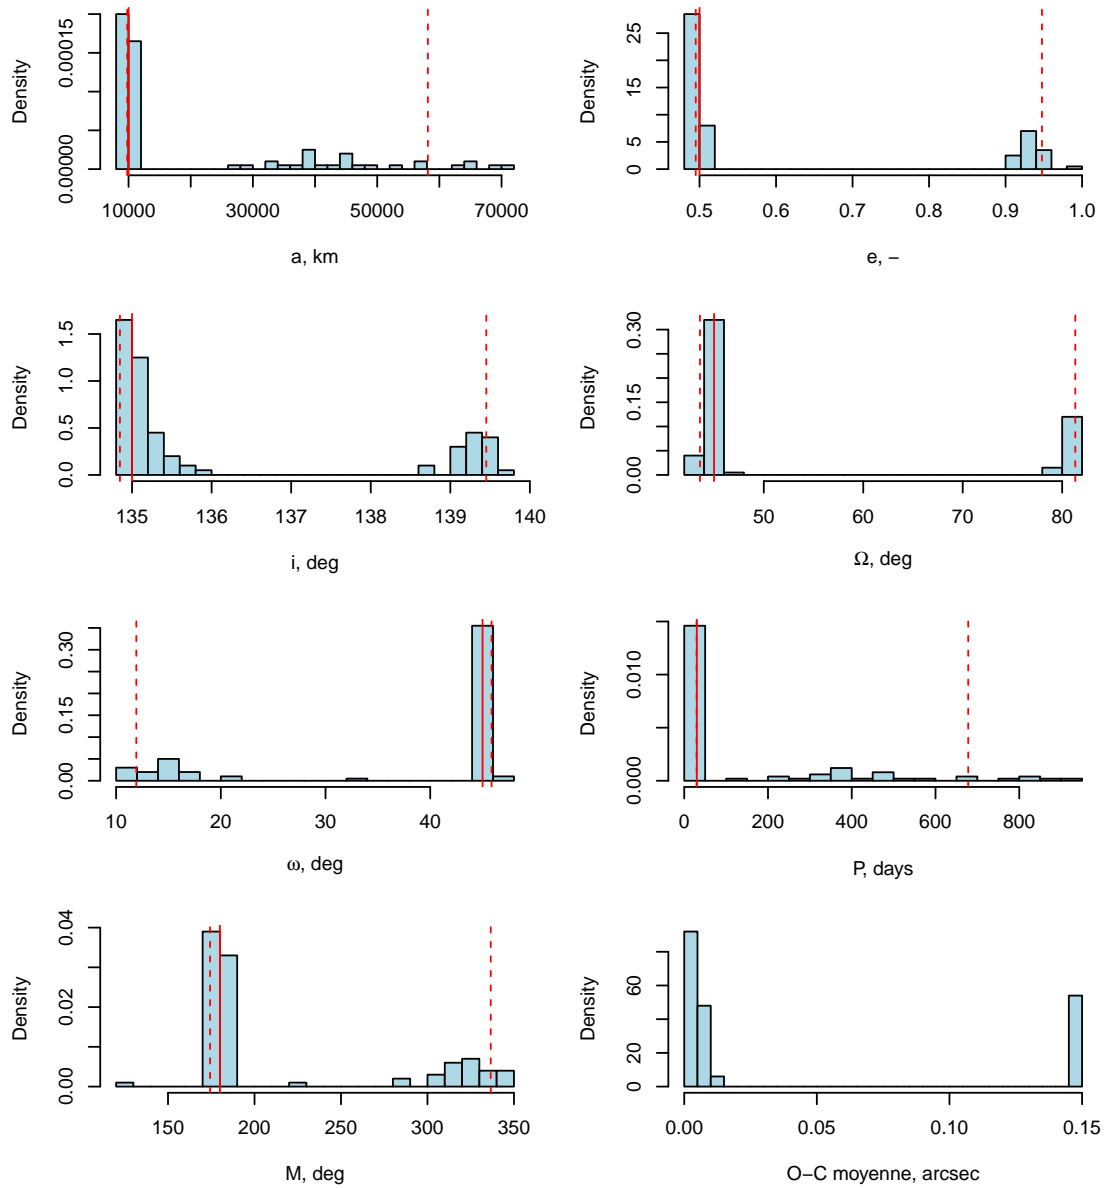 Density
0.00000 0.00015
10000 30000 50000 70000
a, km
Density
0 5 15 25
0.5 0.6 0.7 0.8 0.9 1.0
e, −
Density
0.0 0.5 1.0 1.5
135 136 137 138 139 140
i, deg
Density
0.00 0.15 0.30
50 60 70 80
Ω, deg
Density
0.00 0.15 0.30
10 20 30 40
ω, deg
Density
0.000 0.010
0 200 400 600 800
P, days
Density
0.00 0.02 0.04
150 200 250 300 350
M, deg
Density
0 20 60
0.00 0.05 0.10 0.15
O−C moyenne, arcsec